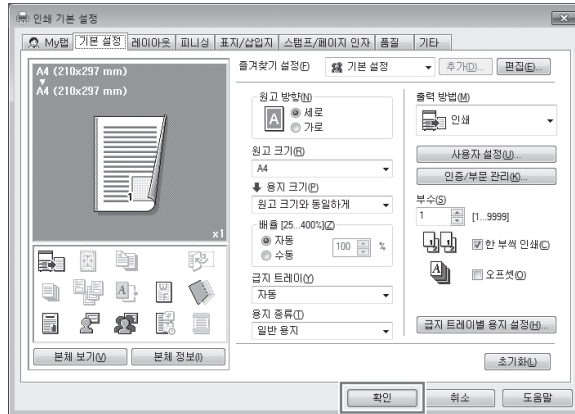 인쇄 기본 설정
My탭 기본 설정 레이아웃 피니싱 표지/삽입지 스탬프/페이지 인자 품질 기타
A4 (210x297 mm)
A4 (210x297 mm)
1
x1
본체 보기(V) 본체 정보(I)
즐겨찾기 설정(F) 기본 설정 추가(D)... 편집(E)...
원고 방향(N)
A
세로
가로
원고 크기(R)
A4
용지 크기(P)
원고 크기와 동일하게
배율 [25...400%](Z)
자동
수동
100 %
급지 트레이(Y)
자동
용지 종류(T)
일반 용지
출력 방법(M)
인쇄
사용자 설정(U)...
인증/부문 관리(K)...
부수(S)
1 [1..9999]
한 부씩 인쇄(C)
오프셋(O)
급지 트레이별 용지 설정(H)...
초기화(L)
확인 취소 도움말